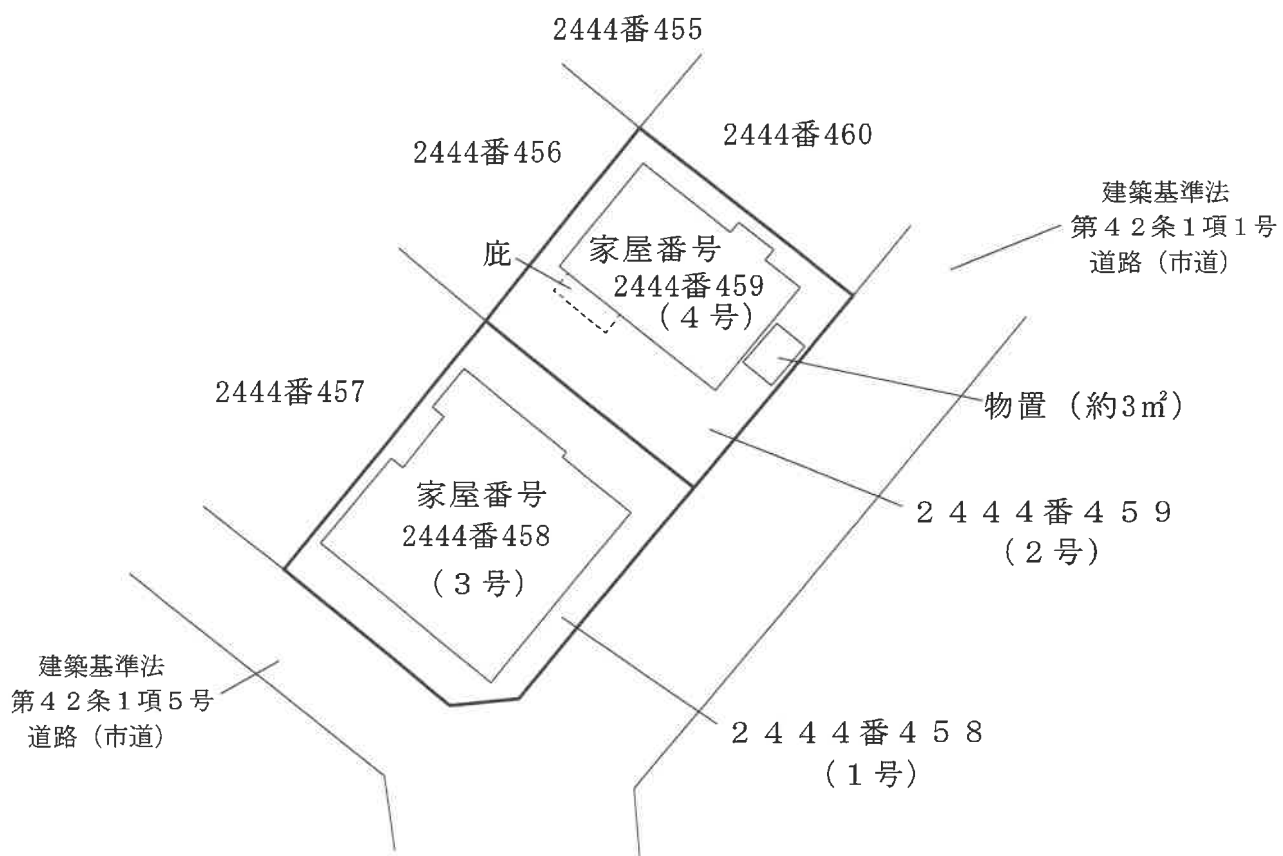 2444番455
2444番456
2444番460
建築基準法
第４２条１項１号
道路（市道）
庇
家屋番号
2444番459
（４号）
2444番457
物置（約3㎡）
家屋番号
2444番458
（３号）
２４４４番４５９
（２号）
建築基準法
第４２条１項５号
道路（市道）
２４４４番４５８
（１号）